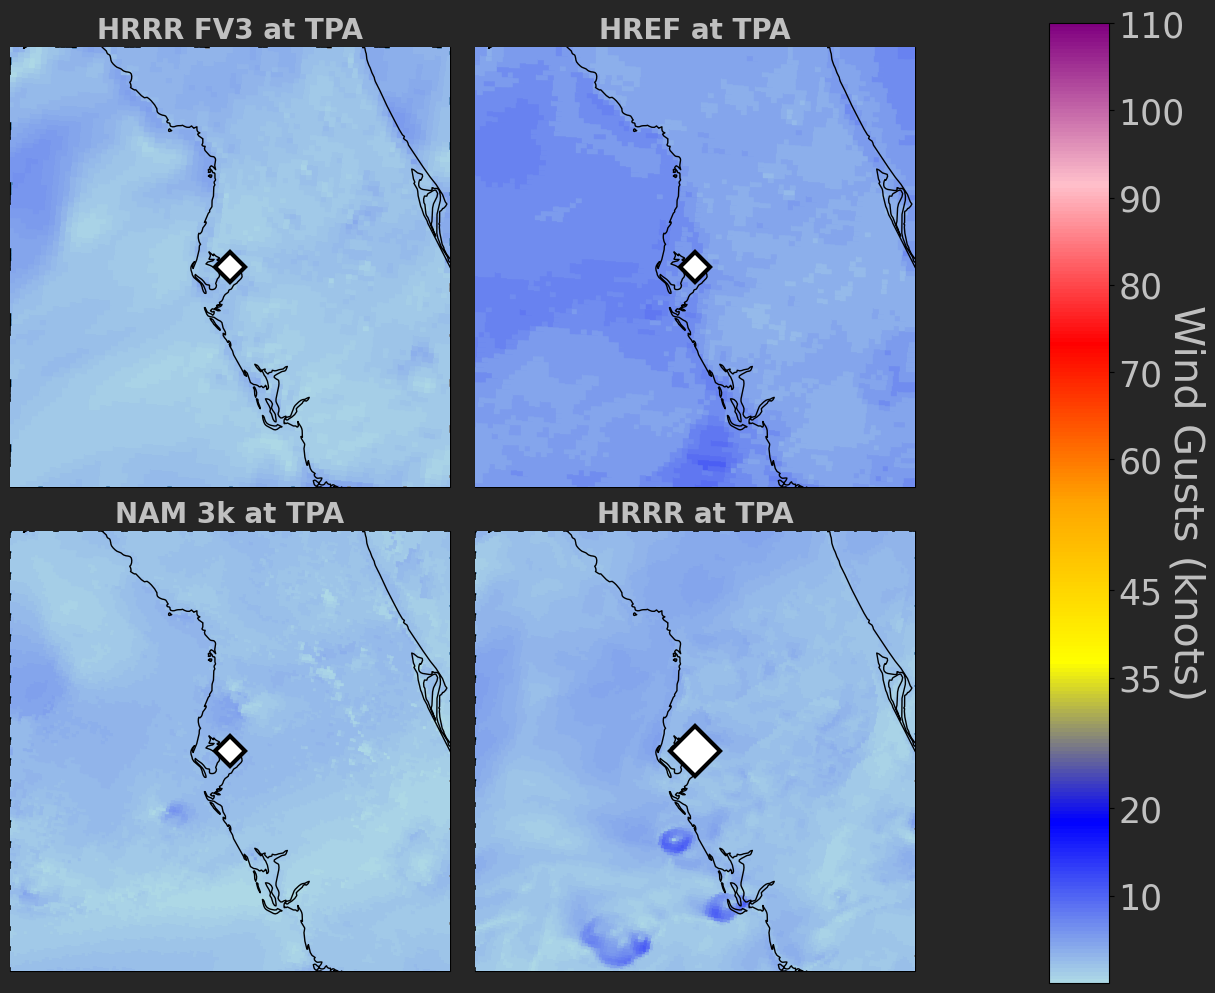 HRRR FV3 at TPA
HREF at TPA
NAM 3k at TPA
HRRR at TPA
110
100
90
80
70
60
45
35
20
10
Wind Gusts (knots)